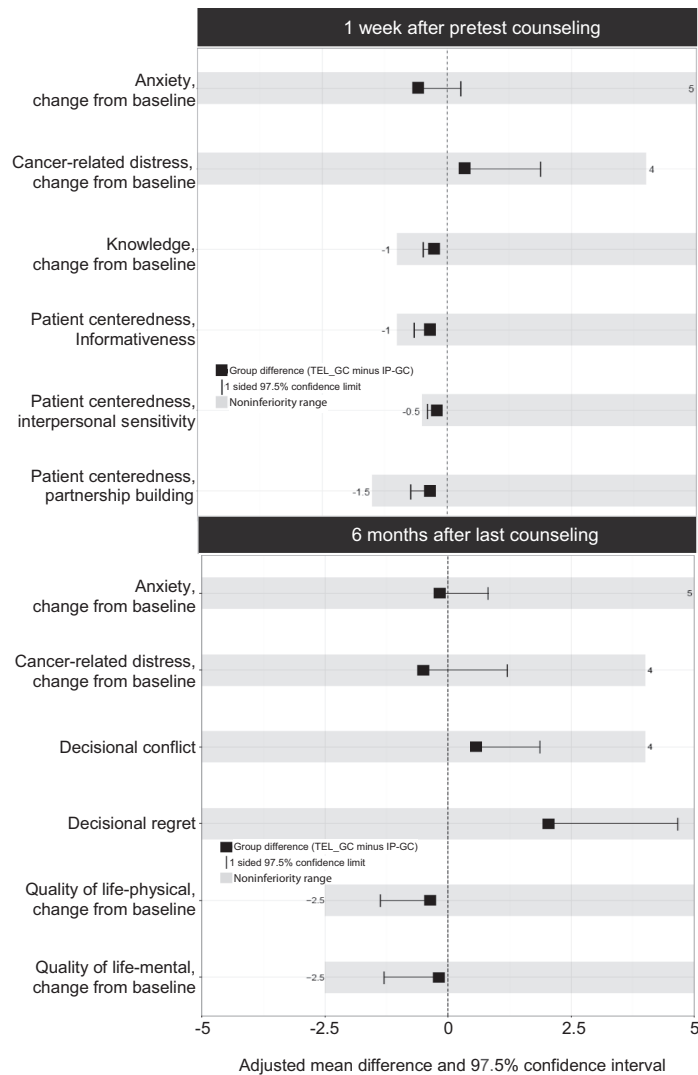 1 week after pretest counseling
Anxiety,
change from baseline
5
Cancer-related distress,
change from baseline
4
Knowledge,
change from baseline
-1
Patient centeredness,
Informativeness
-1
Group difference (TEL_GC minus IP-GC)
1 sided 97.5% confidence limit
Noninferiority range
Patient centeredness,
interpersonal sensitivity
-0.5
Patient centeredness,
partnership building
-1.5
6 months after last counseling
Anxiety,
change from baseline
5
Cancer-related distress,
change from baseline
4
Decisional conflict
4
Decisional regret
Group difference (TEL_GC minus IP-GC)
1 sided 97.5% confidence limit
Noninferiority range
Quality of life-physical,
change from baseline
−2.5
Quality of life-mental,
change from baseline
−2.5
-5 -2.5 0 2.5 5
Adjusted mean difference and 97.5% confidence interval